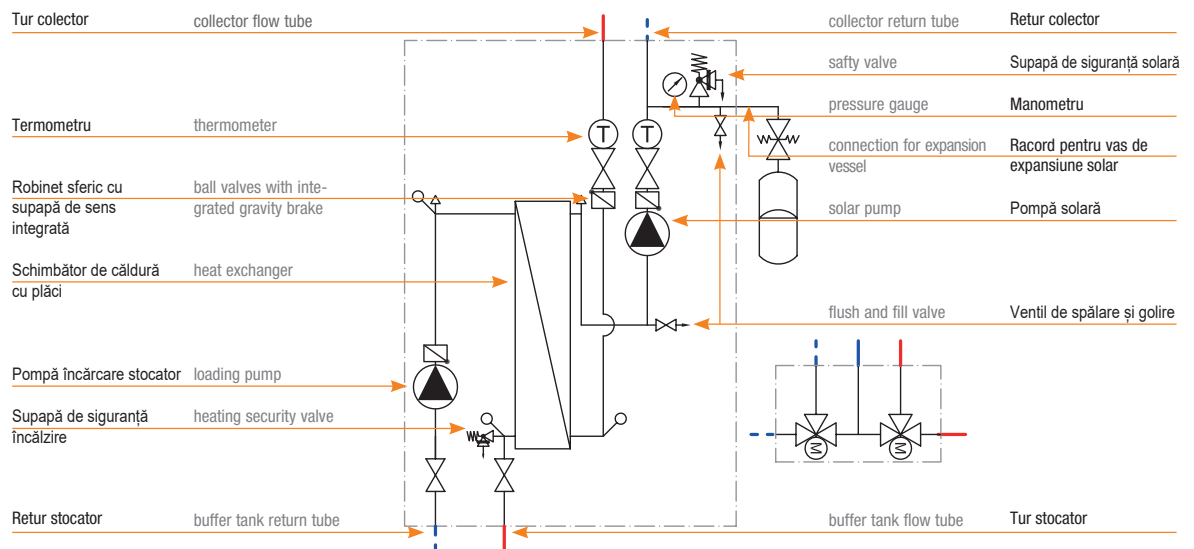 Tur colector collector flow tube
Termometru thermometer
Robinet sferic cu ball valves with inte-
supapă de sens grated gravity brake
integrată
Schimbător de căldură heat exchanger
cu plăci
Pompă încărcare stocator loading pump
Supapă de siguranță heating security valve
încălzire
Retur stocator buffer tank return tube
T
T
M
M
collector return tube Retur colector
safty valve Supapă de siguranță solară
pressure gauge Manometru
connection for expansion Racord pentru vas de
vessel expansiune solar
solar pump Pompă solară
flush and fill valve Ventil de spălare și golire
buffer tank flow tube Tur stocator